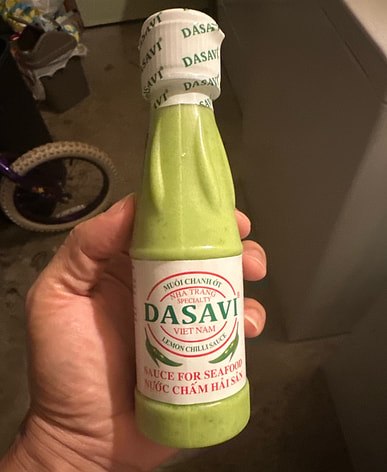 DASAVI
DASAVI
DASAVI
MUỐI CHANH ỚT
NHA TRANG
SPECIALTY
DASAVI®
VIET NAM
LEMON CHILLI SAUCE
SAUCE FOR SEAFOOD
NƯỚC CHẤM HẢI SẢN